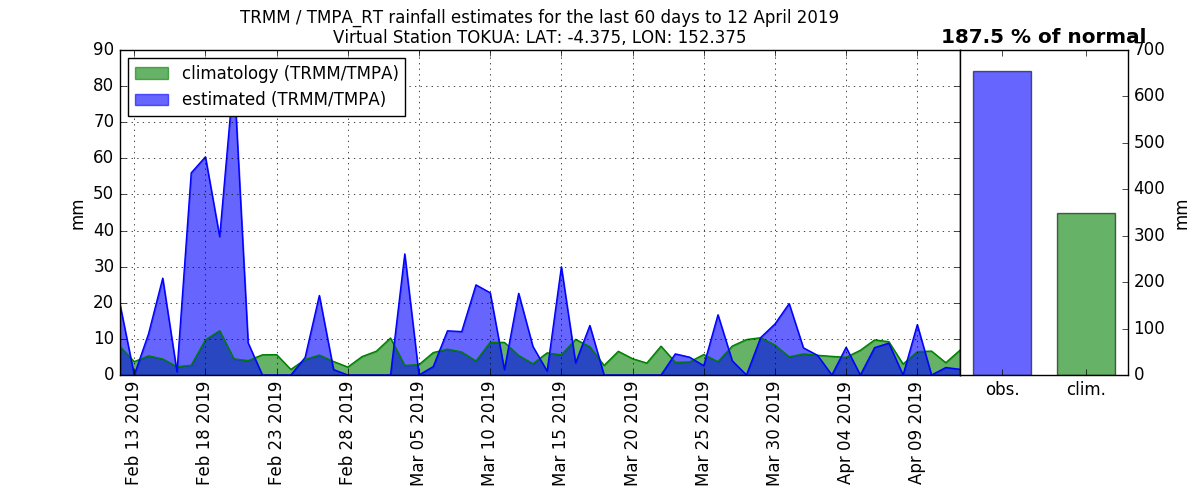 TRMM / TMPA_RT rainfall estimates for the last 60 days to 12 April 2019
Virtual Station TOKUA: LAT: -4.375, LON: 152.375
187.5 % of normal
climatology (TRMM/TMPA)
estimated (TRMM/TMPA)
mm
90
80
70
60
50
40
30
20
10
0
Feb 13 2019
Feb 18 2019
Feb 23 2019
Feb 28 2019
Mar 05 2019
Mar 10 2019
Mar 15 2019
Mar 20 2019
Mar 25 2019
Mar 30 2019
Apr 04 2019
Apr 09 2019
700
600
500
400
300
200
100
0
mm
obs.
clim.